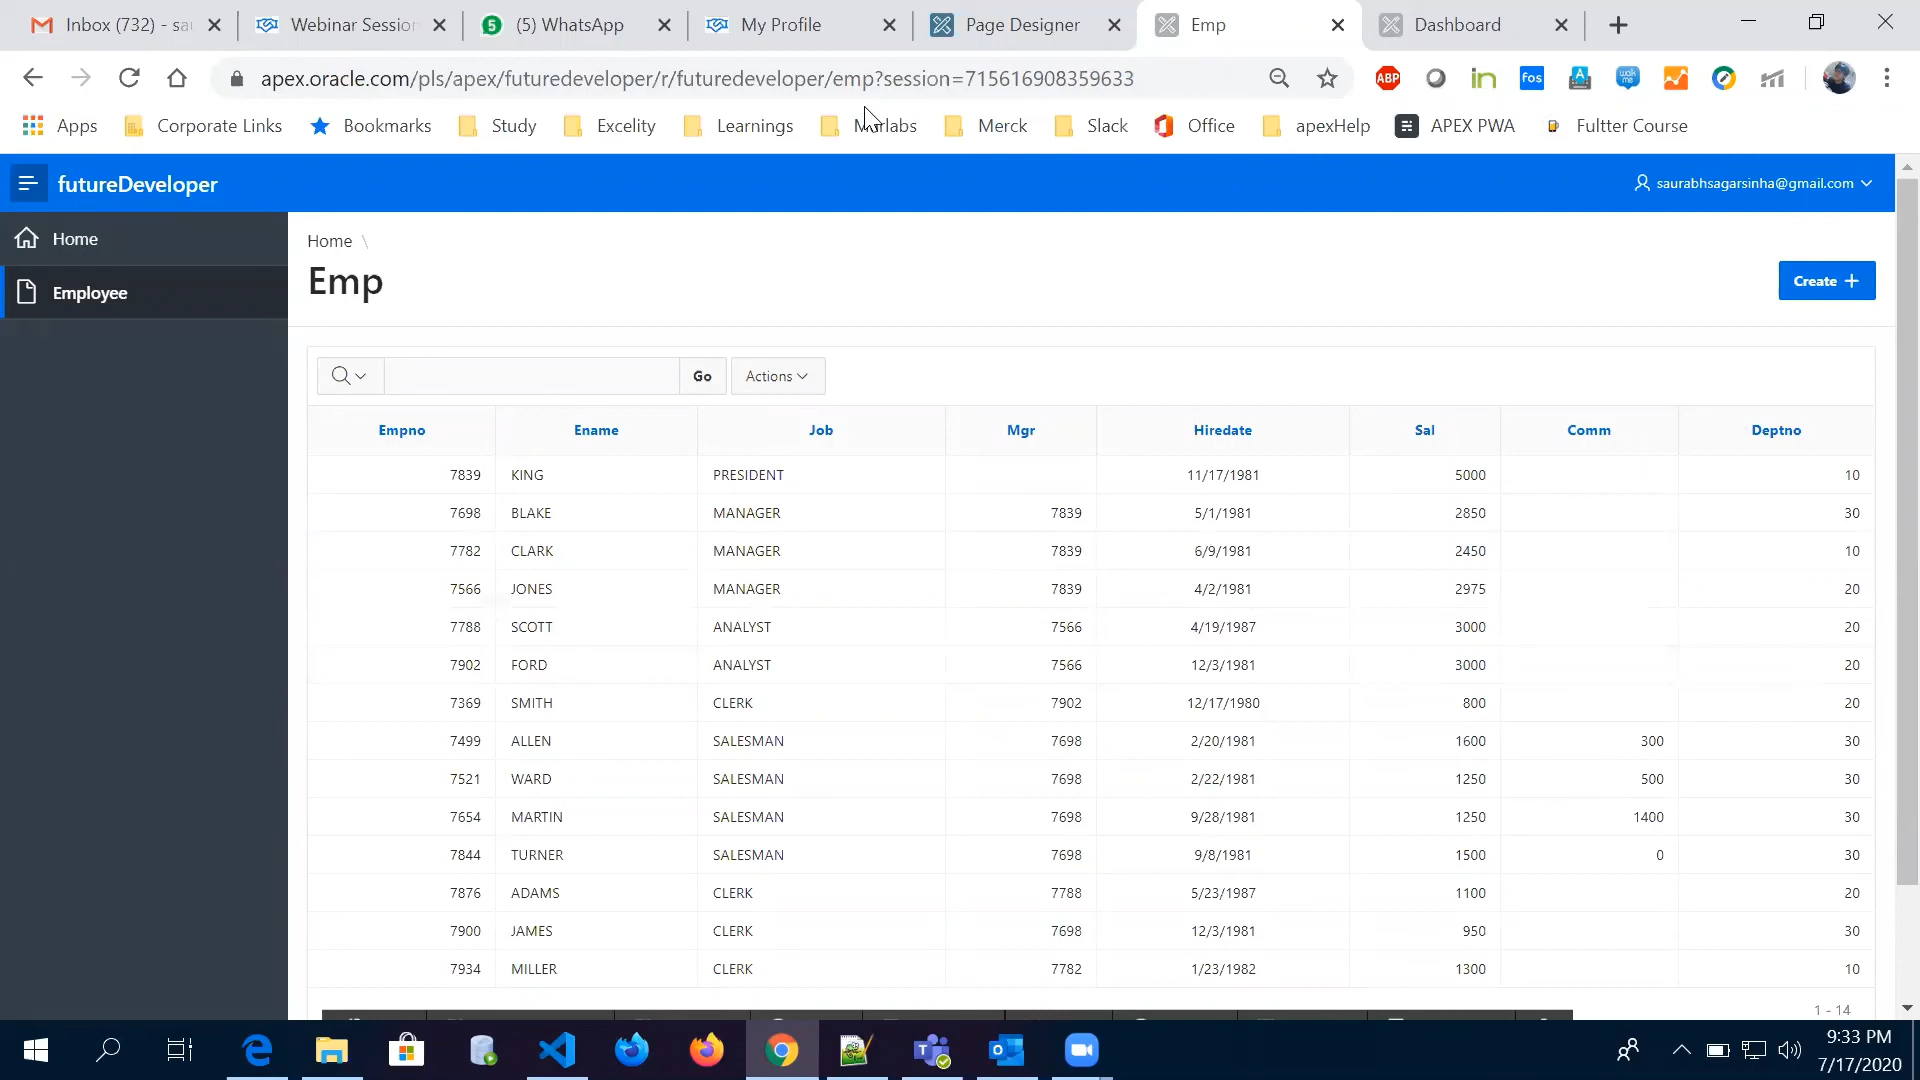 Inbox (732) - sa
Webinar Session
(5) WhatsApp
My Profile
Page Designer
Emp
Dashboard
apex.oracle.com/pls/apex/futuredeveloper/r/futuredeveloper/emp?session=715616908359633
Apps
Corporate Links
Bookmarks
Study
Excelity
Learnings
Marlabs
Merck
Slack
Office
apexHelp
APEX PWA
Fultter Course
futureDeveloper
saurabhsagarsinha@gmail.com
Home
Employee
Home \
Emp
Create +
Go
Actions
Empno Ename Job Mgr Hiredate Sal Comm Deptno
7839 KING PRESIDENT 11/17/1981 5000 10
7698 BLAKE MANAGER 7839 5/1/1981 2850 30
7782 CLARK MANAGER 7839 6/9/1981 2450 10
7566 JONES MANAGER 7839 4/2/1981 2975 20
7788 SCOTT ANALYST 7566 4/19/1987 3000 20
7902 FORD ANALYST 7566 12/3/1981 3000 20
7369 SMITH CLERK 7902 12/17/1980 800 20
7499 ALLEN SALESMAN 7698 2/20/1981 1600 300 30
7521 WARD SALESMAN 7698 2/22/1981 1250 500 30
7654 MARTIN SALESMAN 7698 9/28/1981 1250 1400 30
7844 TURNER SALESMAN 7698 9/8/1981 1500 0 30
7876 ADAMS CLERK 7788 5/23/1987 1100 20
7900 JAMES CLERK 7698 12/3/1981 950 30
7934 MILLER CLERK 7782 1/23/1982 1300 10
1 - 14
9:33 PM
7/17/2020